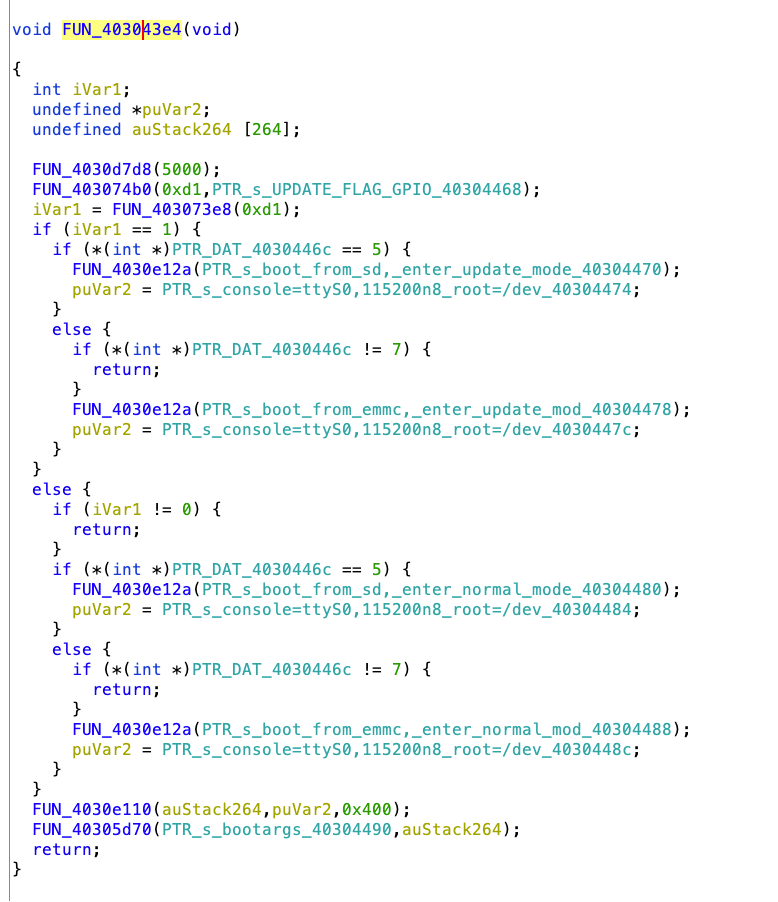 void FUN_403043e4(void)
{
int iVar1;
undefined *puVar2;
undefined auStack264 [264];
FUN_4030d7d8(5000);
FUN_403074b0(0xd1,PTR_s_UPDATE_FLAG_GPIO_40304468);
iVar1 = FUN_403073e8(0xd1);
if (iVar1 == 1) {
if (*(int *)PTR_DAT_4030446c == 5) {
FUN_4030e12a(PTR_s_boot_from_sd,_enter_update_mode_40304470);
puVar2 = PTR_s_console=ttyS0,115200n8_root=/dev_40304474;
}
else {
if (*(int *)PTR_DAT_4030446c != 7) {
return;
}
FUN_4030e12a(PTR_s_boot_from_emmc,_enter_update_mod_40304478);
puVar2 = PTR_s_console=ttyS0,115200n8_root=/dev_4030447c;
}
}
else {
if (iVar1 != 0) {
return;
}
if (*(int *)PTR_DAT_4030446c == 5) {
FUN_4030e12a(PTR_s_boot_from_sd,_enter_normal_mode_40304480);
puVar2 = PTR_s_console=ttyS0,115200n8_root=/dev_40304484;
}
else {
if (*(int *)PTR_DAT_4030446c != 7) {
return;
}
FUN_4030e12a(PTR_s_boot_from_emmc,_enter_normal_mod_40304488);
puVar2 = PTR_s_console=ttyS0,115200n8_root=/dev_4030448c;
}
}
FUN_4030e110(auStack264,puVar2,0x400);
FUN_40305d70(PTR_s_bootargs_40304490,auStack264);
return;
}